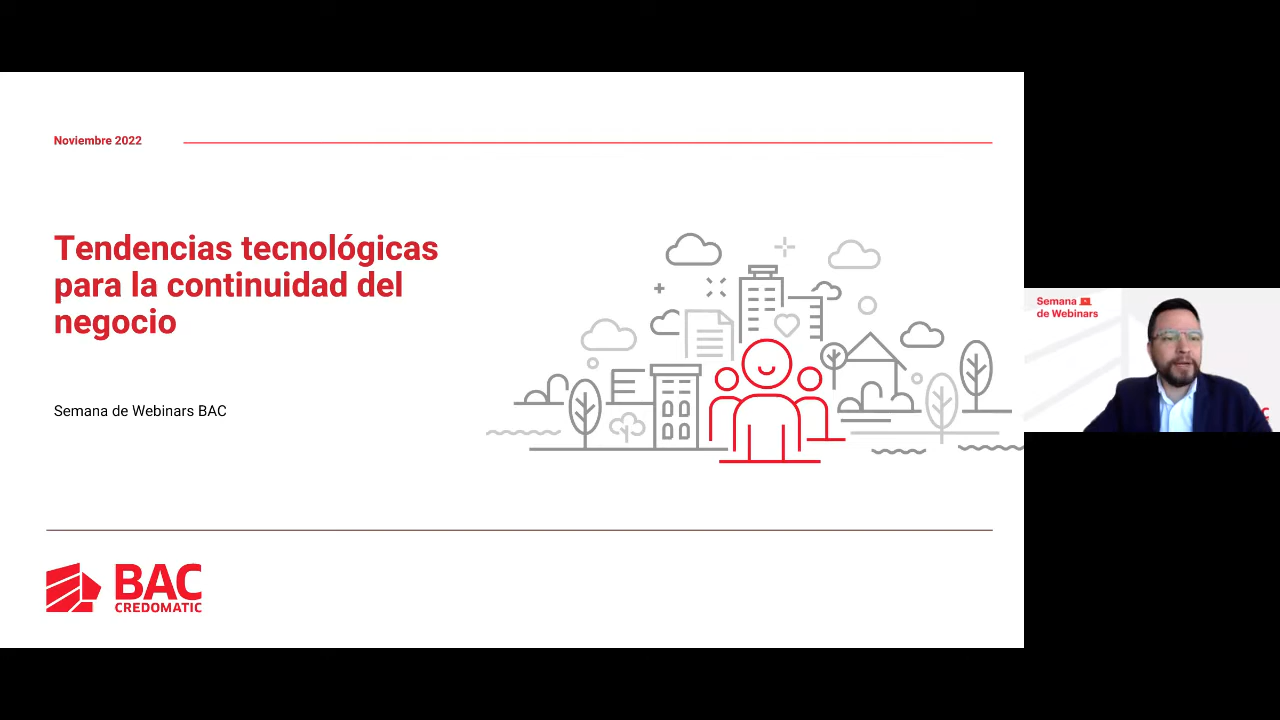 Noviembre 2022
Tendencias tecnológicas
para la continuidad del
negocio
Semana de Webinars BAC
BAC
CREDOMATIC
Semana
de Webinars